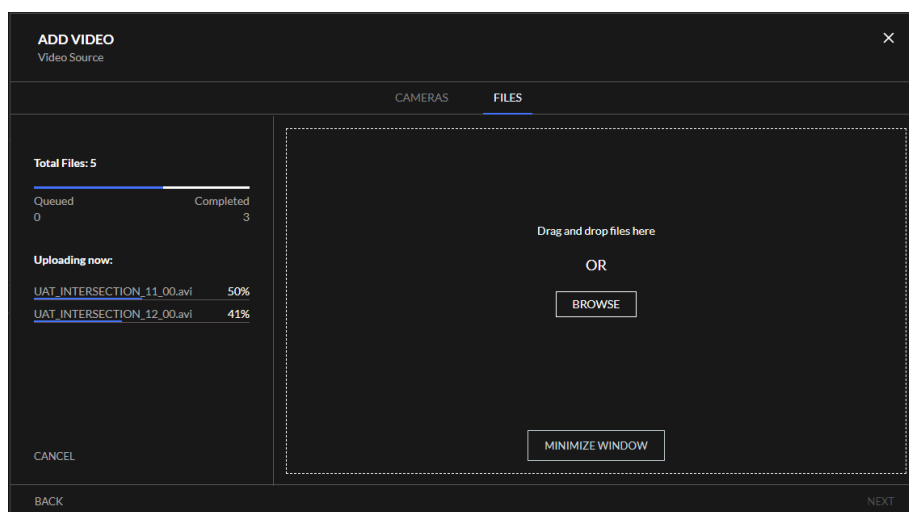 ADD VIDEO
Video Source
CAMERAS FILES
Total Files: 5
Queued Completed
0 3
Uploading now:
UAT_INTERSECTION_11_00.avi 50%
UAT_INTERSECTION_12_00.avi 41%
CANCEL
Drag and drop files here
OR
BROWSE
MINIMIZE WINDOW
BACK NEXT